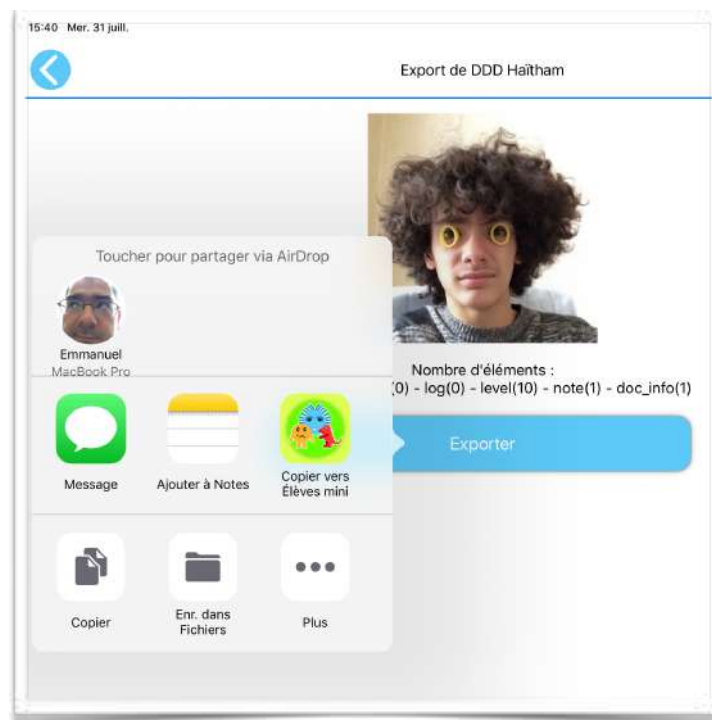 15:40 Mer. 31 juill.
Export de DDD Haïtham
Toucher pour partager via AirDrop
Emmanuel
MacBook Pro
Nombre d'éléments :
(0) - log(0) - level(10) - note(1) - doc_info(1)
Exporter
Message
Ajouter à Notes
Copier vers
Élèves mini
Copier
Enr. dans
Fichiers
Plus